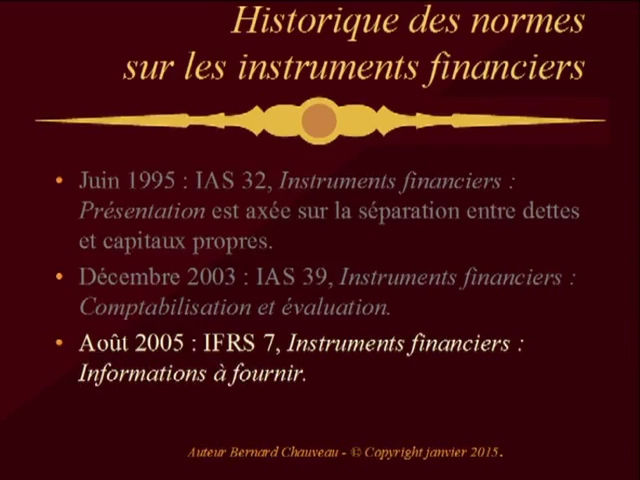 Historique des normes
sur les instruments financiers
• Juin 1995 : IAS 32, Instruments financiers :
Présentation est axée sur la séparation entre dettes
et capitaux propres.
• Décembre 2003 : IAS 39, Instruments financiers :
Comptabilisation et évaluation.
• Août 2005 : IFRS 7, Instruments financiers :
Informations à fournir.
Auteur Bernard Chauveau - © Copyright janvier 2015.